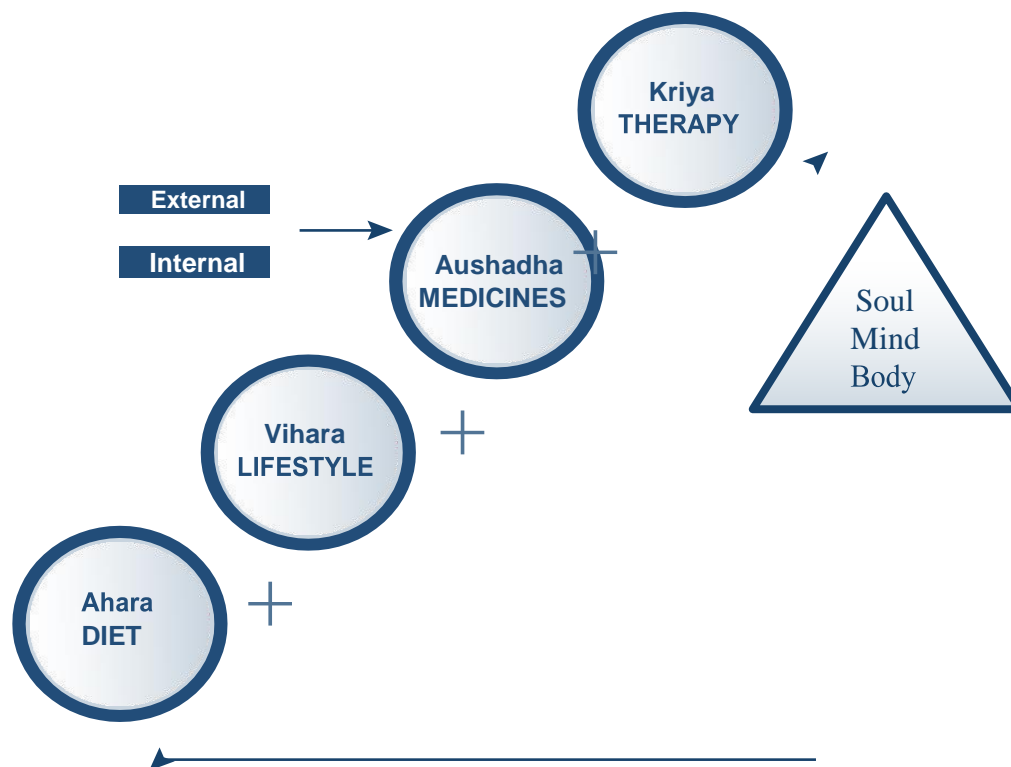 Kriya
THERAPY
External
Internal
Aushadha
MEDICINES
Soul
Mind
Body
Vihara
LIFESTYLE
Ahara
DIET